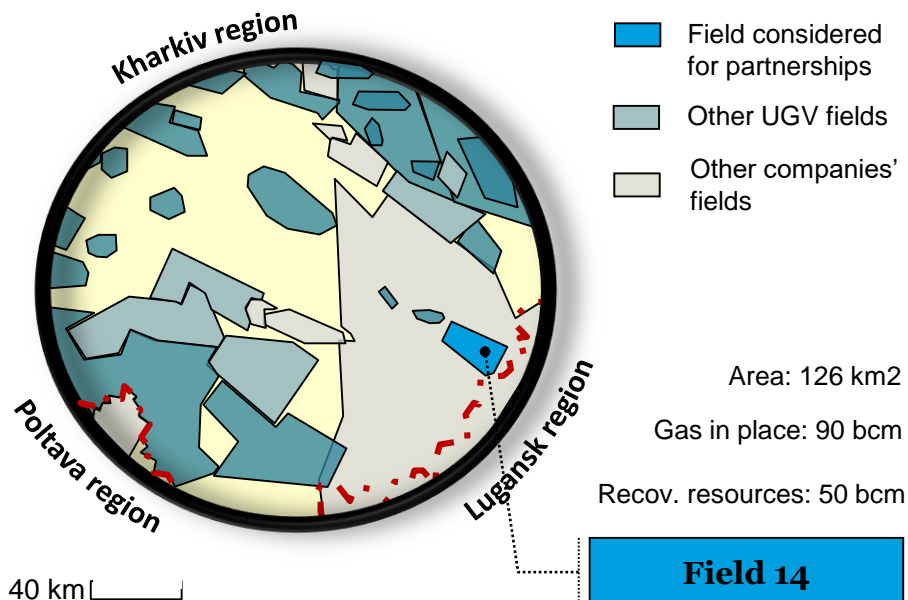 Kharkiv region
Field considered
for partnerships
Other UGV fields
Other companies’
fields
Poltava region
Lugansk region
Area: 126 km2
Gas in place: 90 bcm
Recov. resources: 50 bcm
Field 14
40 km